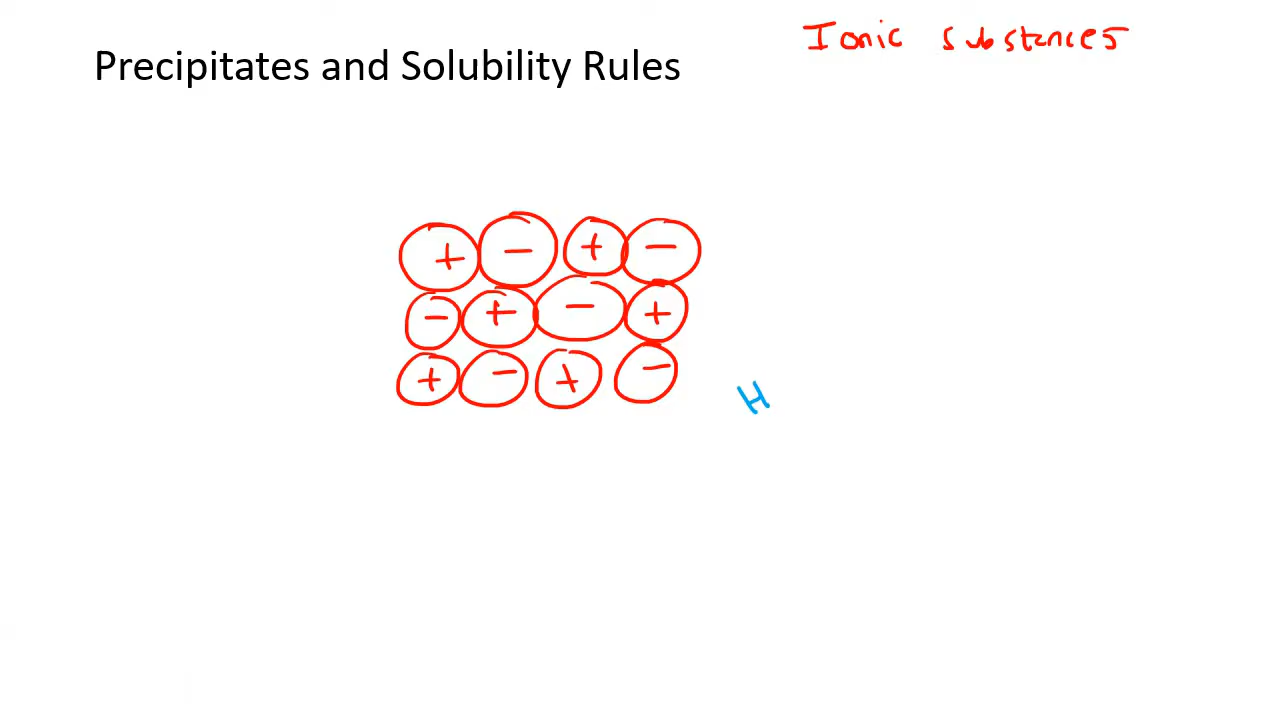 Ionic substances
Precipitates and Solubility Rules
+ - + -
- + - +
+ - + -
H